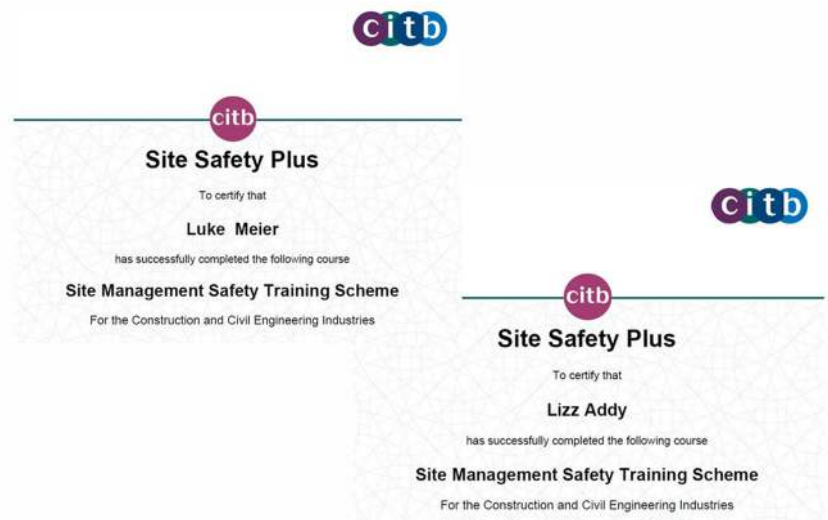 citb
citb
Site Safety Plus
To certify that
Luke Meier
has successfully completed the following course
Site Management Safety Training Scheme
For the Construction and Civil Engineering Industries
citb
citb
Site Safety Plus
To certify that
Lizz Addy
has successfully completed the following course
Site Management Safety Training Scheme
For the Construction and Civil Engineering Industries